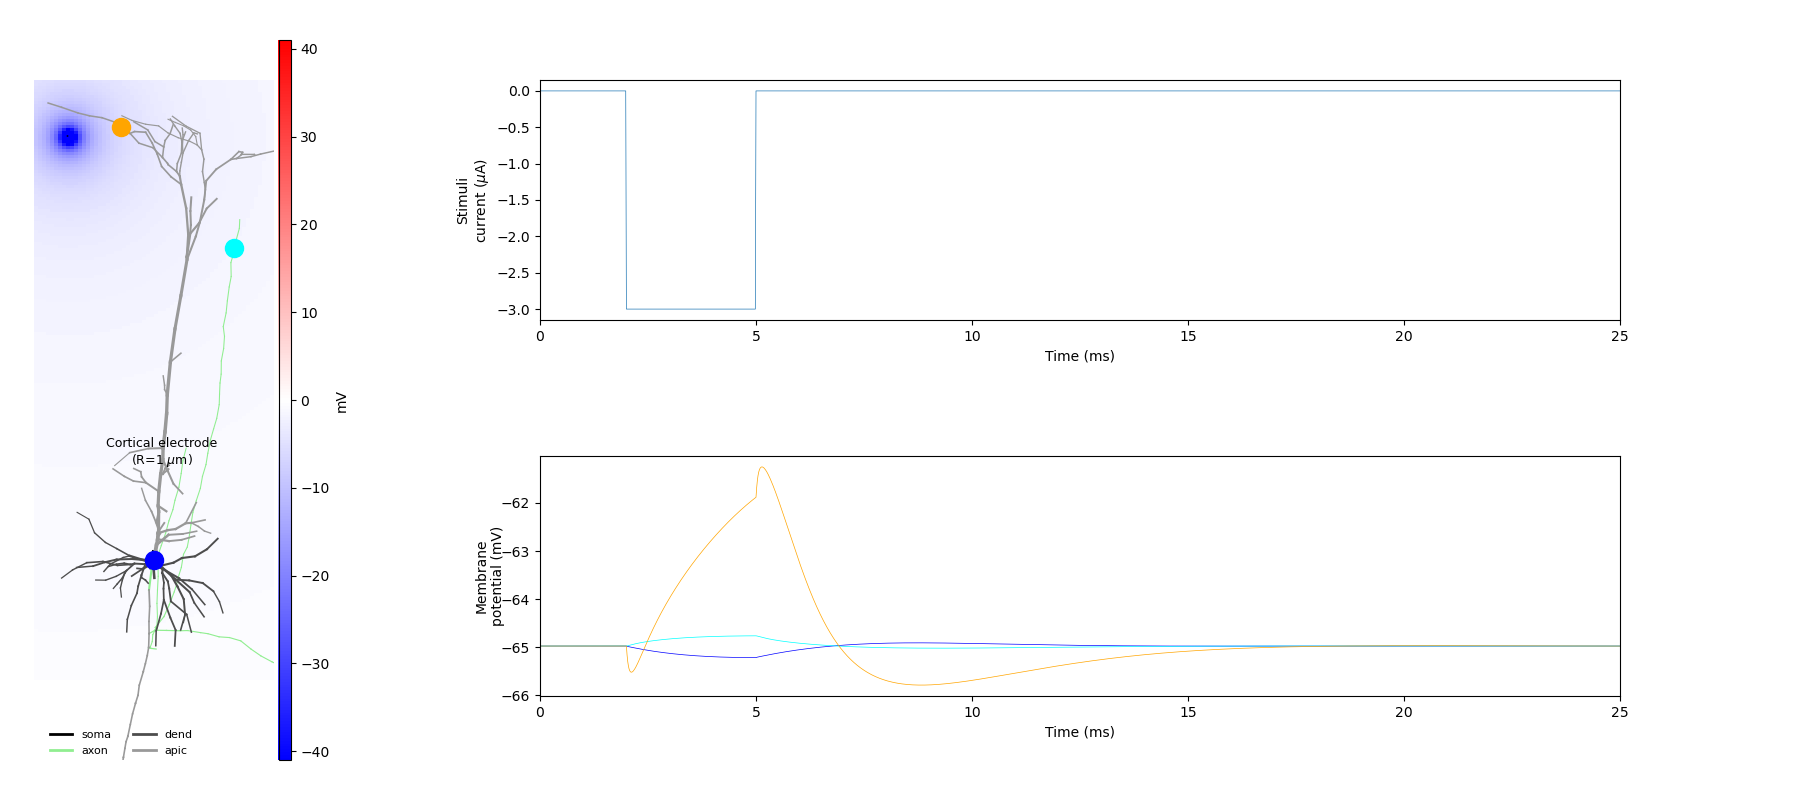 40
30
20
10
0
−10
−20
−30
−40
mV
Cortical electrode
(R=1 μm)
soma
dend
axon
apic
0.0
−0.5
−1.0
−1.5
−2.0
−2.5
−3.0
Stimuli
current (μA)
0 5 10 15 20 25
Time (ms)
−62
−63
−64
−65
−66
Membrane
potential (mV)
0 5 10 15 20 25
Time (ms)